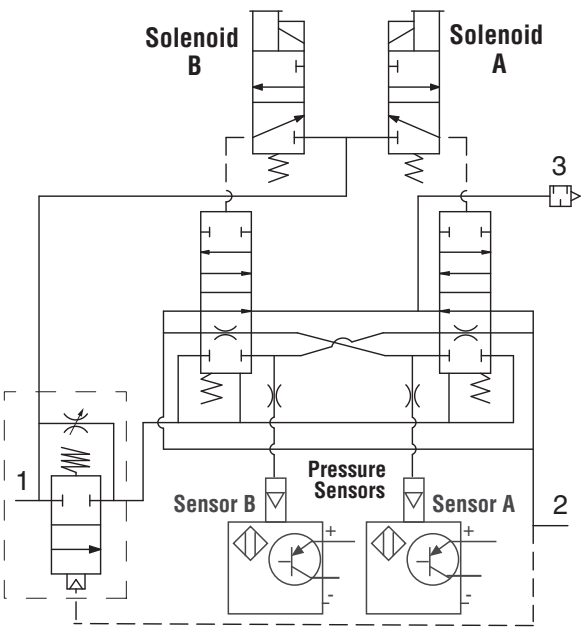 Solenoid
B
Solenoid
A
3
1
Pressure
Sensors
Sensor B
Sensor A
2
+
+
-
-